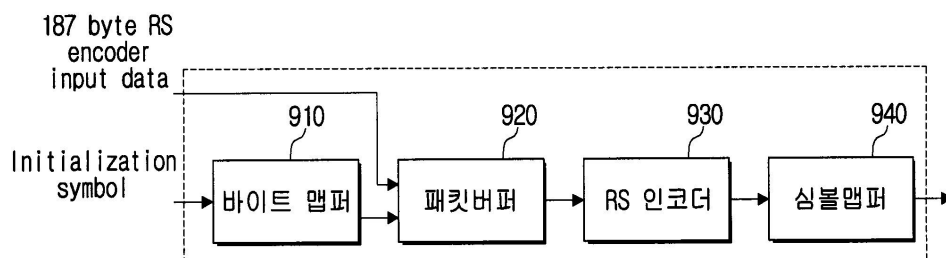 187 byte RS
encoder
input data
910
920
930
940
Initialization
symbol
바이트 맵퍼
패킷버퍼
RS 인코더
심볼맵퍼